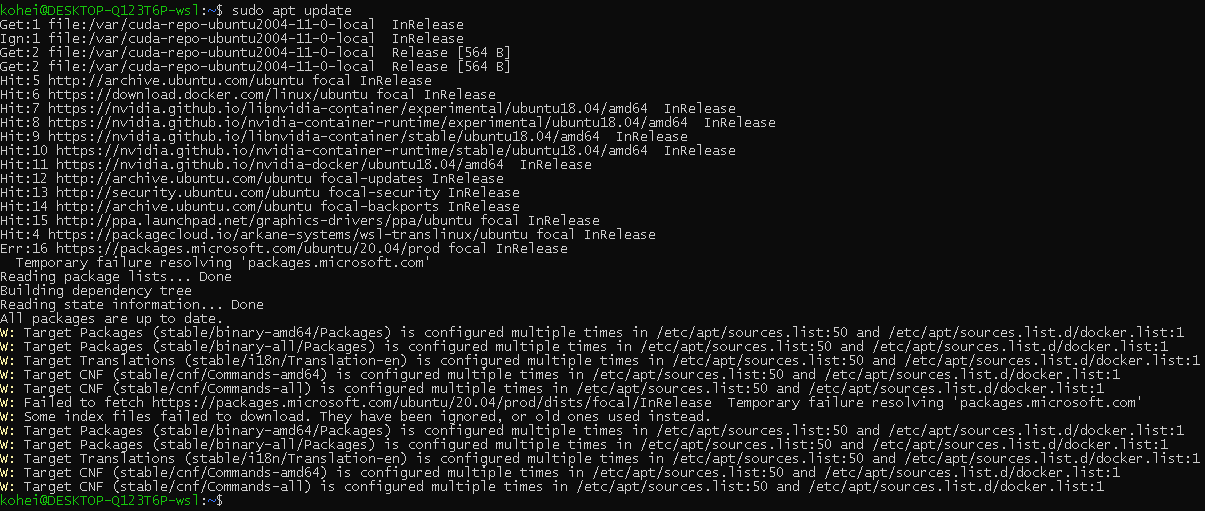 kohei@DESKTOP-Q123T6P-wsl:~$ sudo apt update
Get:1 file:/var/cuda-repo-ubuntu2004-11-0-local  InRelease
Ign:1 file:/var/cuda-repo-ubuntu2004-11-0-local  InRelease
Get:2 file:/var/cuda-repo-ubuntu2004-11-0-local  Release [564 B]
Get:2 file:/var/cuda-repo-ubuntu2004-11-0-local  Release [564 B]
Hit:5 http://archive.ubuntu.com/ubuntu focal InRelease
Hit:6 https://download.docker.com/linux/ubuntu focal InRelease
Hit:7 https://nvidia.github.io/libnvidia-container/experimental/ubuntu18.04/amd64  InRelease
Hit:8 https://nvidia.github.io/nvidia-container-runtime/experimental/ubuntu18.04/amd64  InRelease
Hit:9 https://nvidia.github.io/libnvidia-container/stable/ubuntu18.04/amd64  InRelease
Hit:10 https://nvidia.github.io/nvidia-container-runtime/stable/ubuntu18.04/amd64  InRelease
Hit:11 https://nvidia.github.io/nvidia-docker/ubuntu18.04/amd64  InRelease
Hit:12 http://archive.ubuntu.com/ubuntu focal-updates InRelease
Hit:13 http://security.ubuntu.com/ubuntu focal-security InRelease
Hit:14 http://archive.ubuntu.com/ubuntu focal-backports InRelease
Hit:15 http://ppa.launchpad.net/graphics-drivers/ppa/ubuntu focal InRelease
Hit:4 https://packagecloud.io/arkane-systems/wsl-translinux/ubuntu focal InRelease
Err:16 https://packages.microsoft.com/ubuntu/20.04/prod focal InRelease
  Temporary failure resolving 'packages.microsoft.com'
Reading package lists... Done
Building dependency tree
Reading state information... Done
All packages are up to date.
W: Target Packages (stable/binary-amd64/Packages) is configured multiple times in /etc/apt/sources.list:50 and /etc/apt/sources.list.d/docker.list:1
W: Target Packages (stable/binary-all/Packages) is configured multiple times in /etc/apt/sources.list:50 and /etc/apt/sources.list.d/docker.list:1
W: Target Translations (stable/i18n/Translation-en) is configured multiple times in /etc/apt/sources.list:50 and /etc/apt/sources.list.d/docker.list:1
W: Target CNF (stable/cnf/Commands-amd64) is configured multiple times in /etc/apt/sources.list:50 and /etc/apt/sources.list.d/docker.list:1
W: Target CNF (stable/cnf/Commands-all) is configured multiple times in /etc/apt/sources.list:50 and /etc/apt/sources.list.d/docker.list:1
W: Failed to fetch https://packages.microsoft.com/ubuntu/20.04/prod/dists/focal/InRelease  Temporary failure resolving 'packages.microsoft.com'
W: Some index files failed to download. They have been ignored, or old ones used instead.
W: Target Packages (stable/binary-amd64/Packages) is configured multiple times in /etc/apt/sources.list:50 and /etc/apt/sources.list.d/docker.list:1
W: Target Packages (stable/binary-all/Packages) is configured multiple times in /etc/apt/sources.list:50 and /etc/apt/sources.list.d/docker.list:1
W: Target Translations (stable/i18n/Translation-en) is configured multiple times in /etc/apt/sources.list:50 and /etc/apt/sources.list.d/docker.list:1
W: Target CNF (stable/cnf/Commands-amd64) is configured multiple times in /etc/apt/sources.list:50 and /etc/apt/sources.list.d/docker.list:1
W: Target CNF (stable/cnf/Commands-all) is configured multiple times in /etc/apt/sources.list:50 and /etc/apt/sources.list.d/docker.list:1
kohei@DESKTOP-Q123T6P-wsl:~$